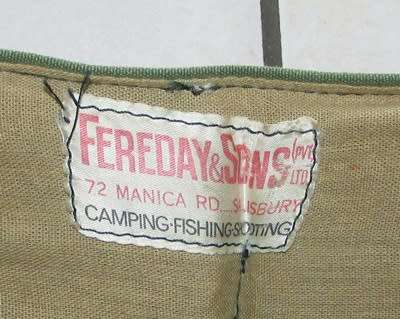 FEREDAY & SONS (PVT) LTD.
72 MANICA RD. SALISBURY
CAMPING·FISHING·SHOOTING